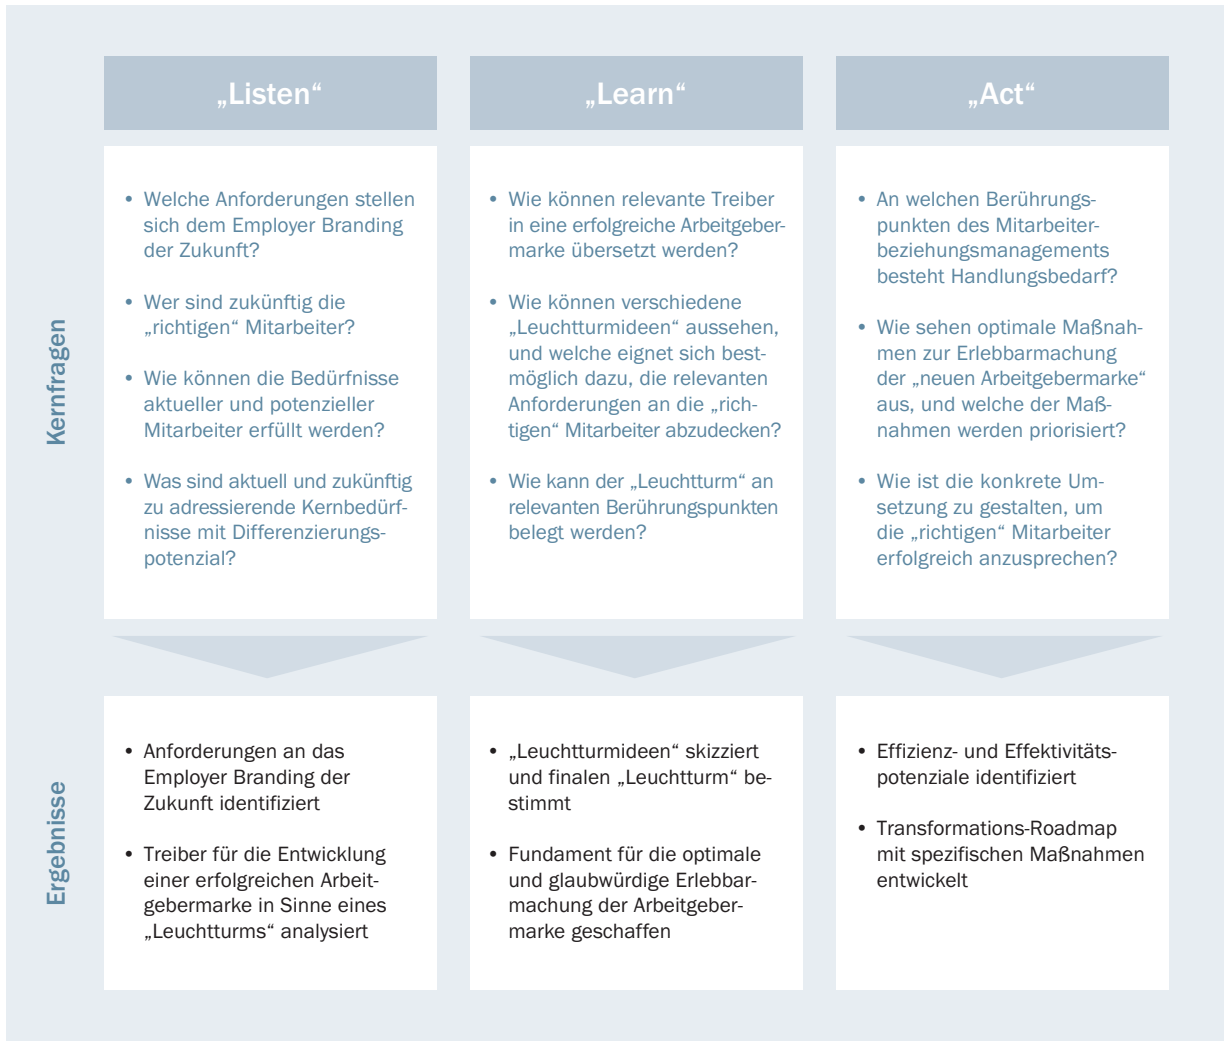 „Listen“
„Learn“
„Act“
Kernfragen
• Welche Anforderungen stellen
sich dem Employer Branding
der Zukunft?
• Wer sind zukünftig die
„richtigen“ Mitarbeiter?
• Wie können die Bedürfnisse
aktueller und potenzieller
Mitarbeiter erfüllt werden?
• Was sind aktuell und zukünftig
zu adressierende Kernbedürf-
nisse mit Differenzierungs-
potenzial?
• Wie können relevante Treiber
in eine erfolgreiche Arbeitgeber-
marke übersetzt werden?
• Wie können verschiedene
„Leuchtturmideen“ aussehen,
und welche eignet sich best-
möglich dazu, die relevanten
Anforderungen an die „rich-
tigen“ Mitarbeiter abzudecken?
• Wie kann der „Leuchtturm“ an
relevanten Berührungspunkten
belegt werden?
• An welchen Berührungs-
punkten des Mitarbeiter-
beziehungsmanagements
besteht Handlungsbedarf?
• Wie sehen optimale Maßnah-
men zur Erlebbarmachung
der „neuen Arbeitgebermarke“
aus, und welche der Maß-
nahmen werden priorisiert?
• Wie ist die konkrete Um-
setzung zu gestalten, um
die „richtigen“ Mitarbeiter
erfolgreich anzusprechen?
Ergebnisse
• Anforderungen an das
Employer Branding der
Zukunft identifiziert
• Treiber für die Entwicklung
einer erfolgreichen Arbeit-
gebermarke in Sinne eines
„Leuchtturms“ analysiert
• „Leuchtturmideen“ skizziert
und finalen „Leuchtturm“ be-
stimmt
• Fundament für die optimale
und glaubwürdige Erlebbar-
machung der Arbeitgeber-
marke geschaffen
• Effizienz- und Effektivitäts-
potenziale identifiziert
• Transformations-Roadmap
mit spezifischen Maßnahmen
entwickelt